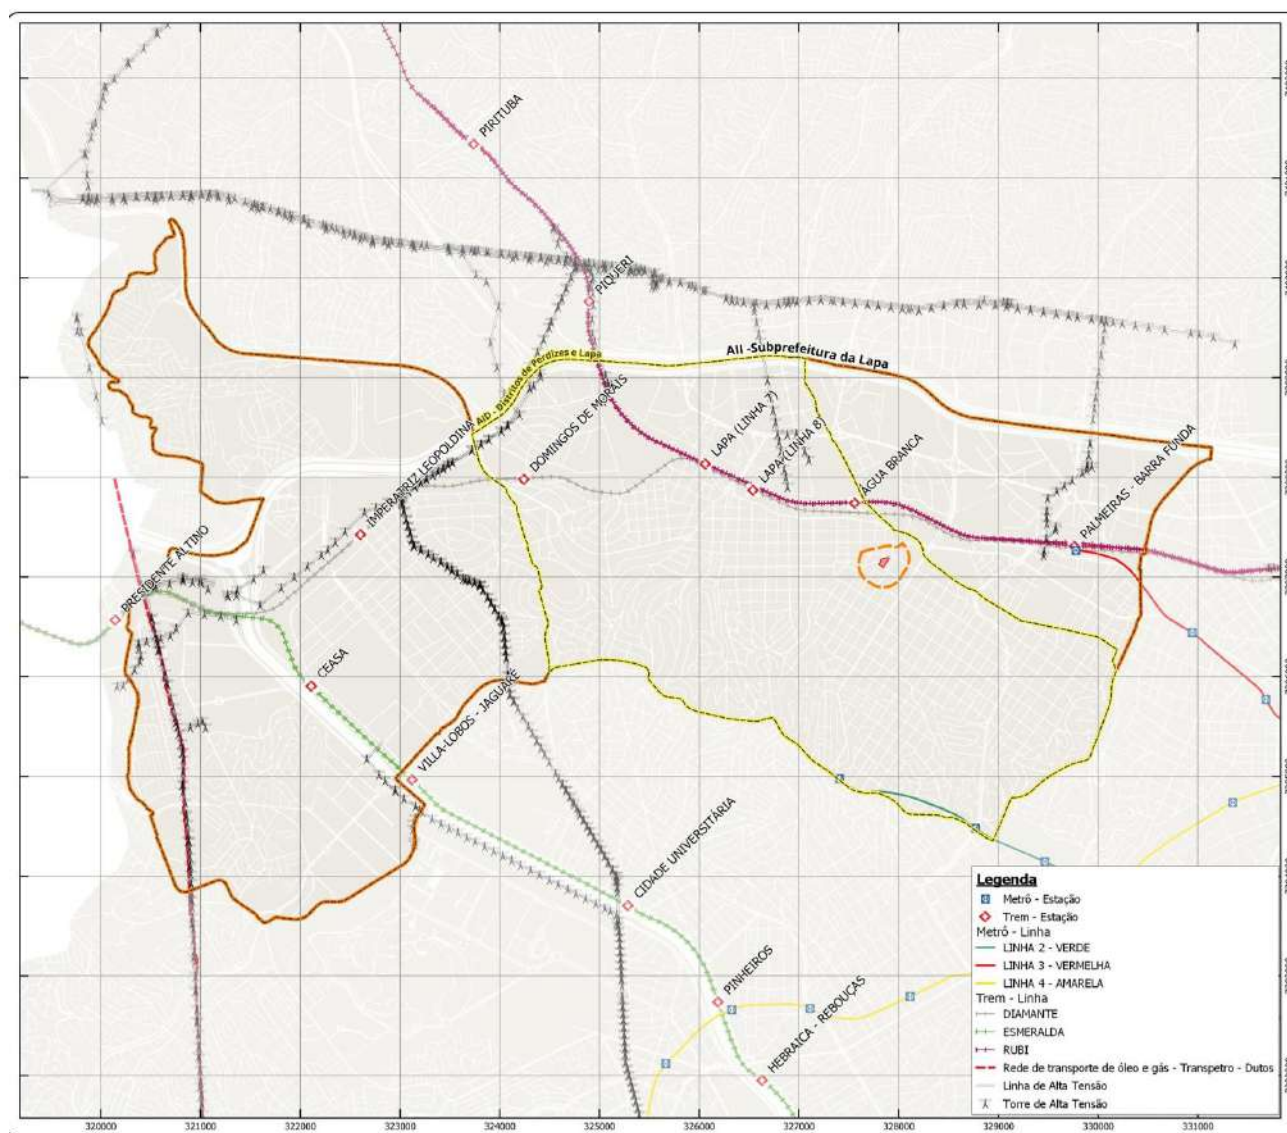 PIRITUBA
PIQUERI
AII -Subprefeitura da Lapa
AID - Distritos de Perdizes e Lapa
DOMINGOS DE MORAIS
LAPA (LINHA 7)
LAPA (LINHA 8)
IMPERATRIZ LEOPOLDINA
ÁGUA BRANCA
PALMEIRAS - BARRA FUNDA
PRESIDENTE ALTINO
CEASA
VILLA-LOBOS - JAGUARÉ
CIDADE UNIVERSITÁRIA
PINHEIROS
HEBRAICA - REBOUÇAS
Legenda
Metrô - Estação
Trem - Estação
Metrô - Linha
LINHA 2 - VERDE
LINHA 3 - VERMELHA
LINHA 4 - AMARELA
Trem - Linha
DIAMANTE
ESMERALDA
RUBI
Rede de transporte de óleo e gás - Transpetro - Dutos
Linha de Alta Tensão
Torre de Alta Tensão
320000 321000 322000 323000 324000 325000 326000 327000 328000 329000 330000 331000